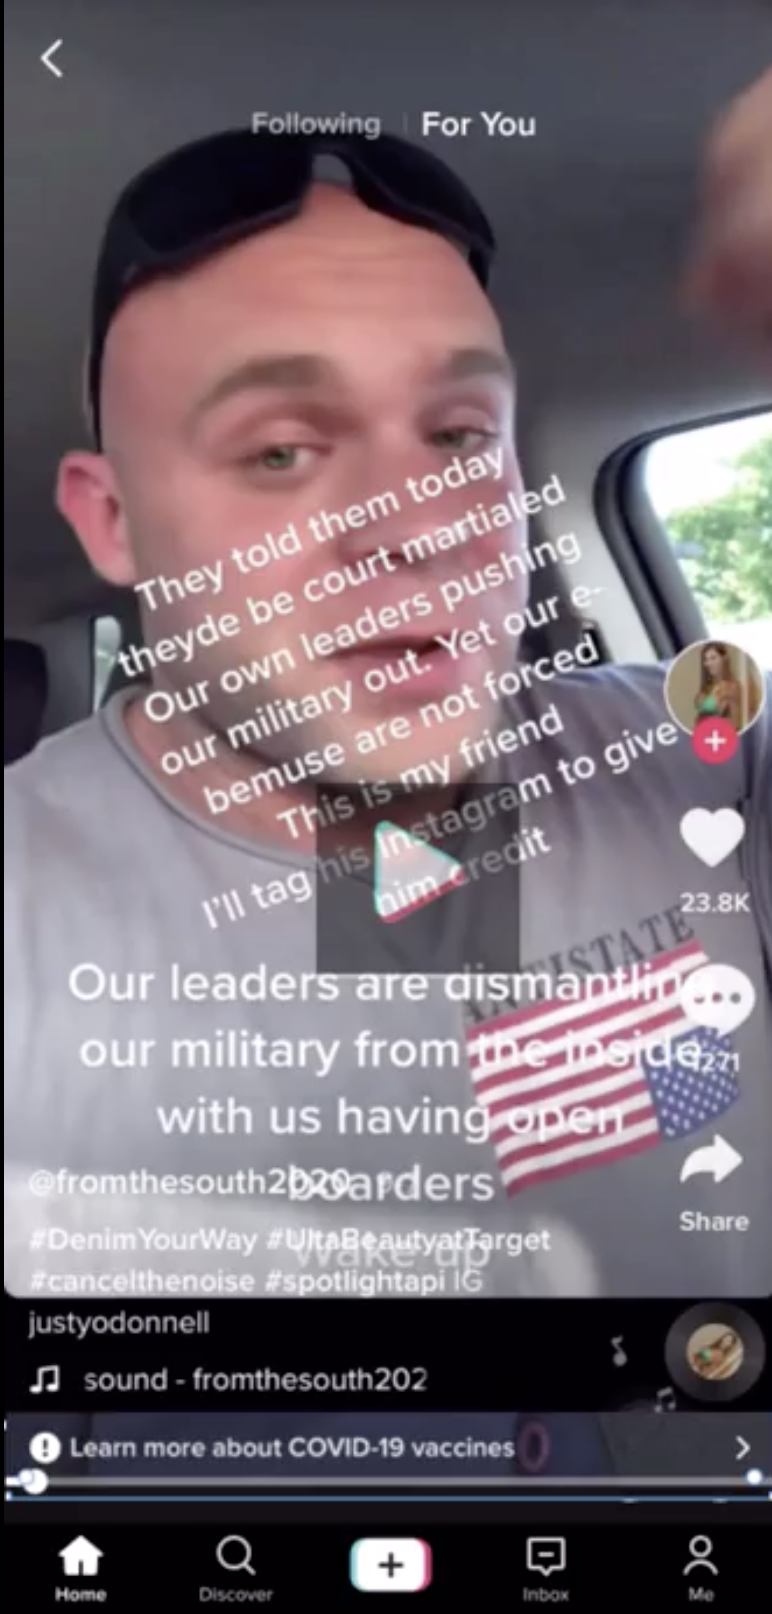 Following | For You
They told them today
theyde be court martialed
Our own leaders pushing
our military out. Yet our e-
bemuse are not forced
This is my friend
I'll tag his Instagram to give
him credit
23.8K
ANTISTATE
Our leaders are dismantling
our military from the inside
1271
with us having open
boarders
@fromthesouth2020
Share
Wake up
#DenimYourWay #UltaBeautyatTarget
#cancelthenoise #spotlightapi IG
justyodonnell
sound - fromthesouth202
Learn more about COVID-19 vaccines
Home
Discover
Inbox
Me